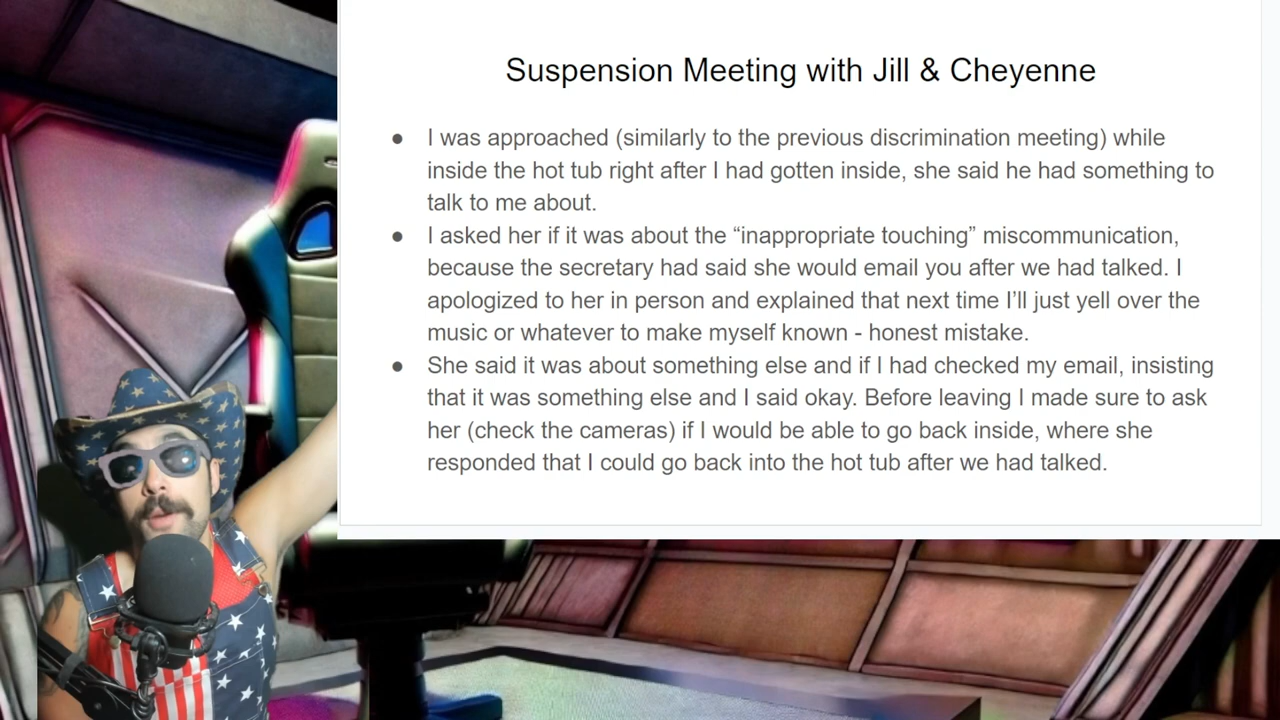 Suspension Meeting with Jill & Cheyenne
● I was approached (similarly to the previous discrimination meeting) while
inside the hot tub right after I had gotten inside, she said he had something to
talk to me about.
● I asked her if it was about the “inappropriate touching” miscommunication,
because the secretary had said she would email you after we had talked. I
apologized to her in person and explained that next time I’ll just yell over the
music or whatever to make myself known - honest mistake.
● She said it was about something else and if I had checked my email, insisting
that it was something else and I said okay. Before leaving I made sure to ask
her (check the cameras) if I would be able to go back inside, where she
responded that I could go back into the hot tub after we had talked.